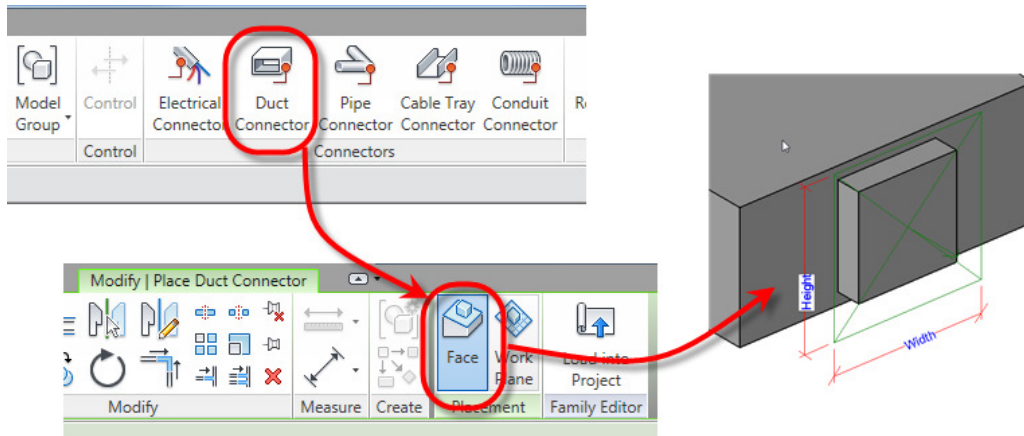 Model Group
Control
Electrical Connector
Duct Connector
Pipe Connector
Cable Tray Connector
Conduit Connector
Control
Connectors
Modify | Place Duct Connector
Face
Work Plane
Load into Project
Modify
Measure
Create
Placement
Family Editor
Height
Width